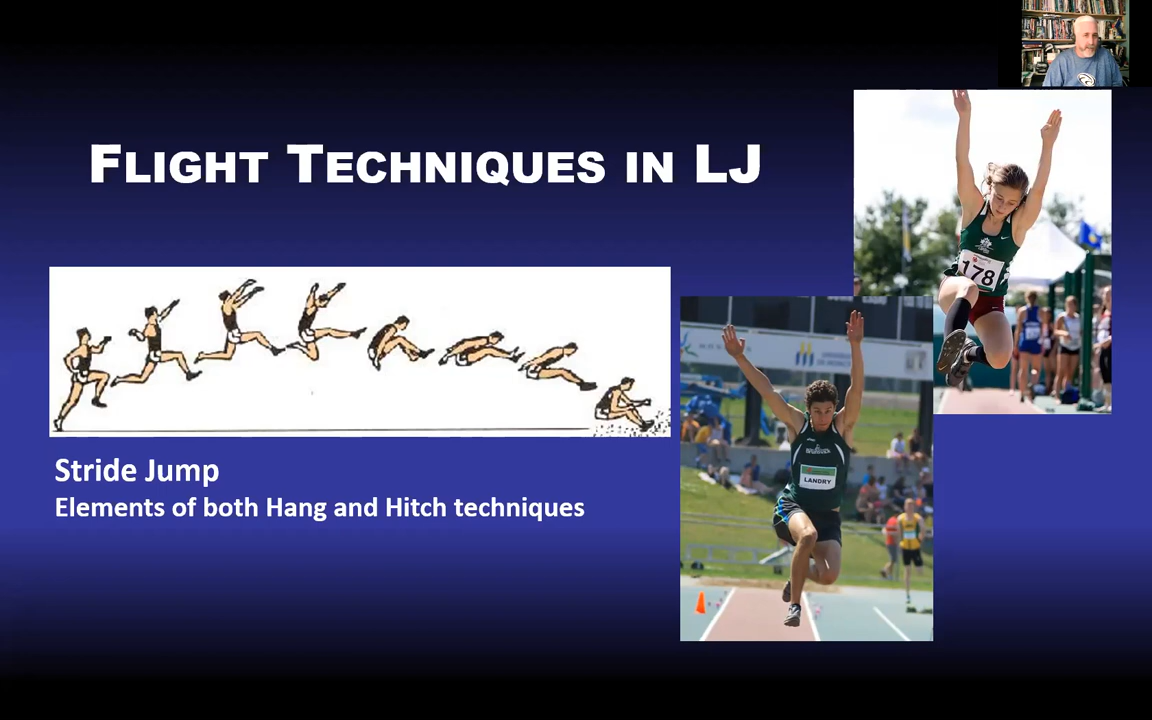 FLIGHT TECHNIQUES IN LJ
178
LANDRY
Stride Jump
Elements of both Hang and Hitch techniques